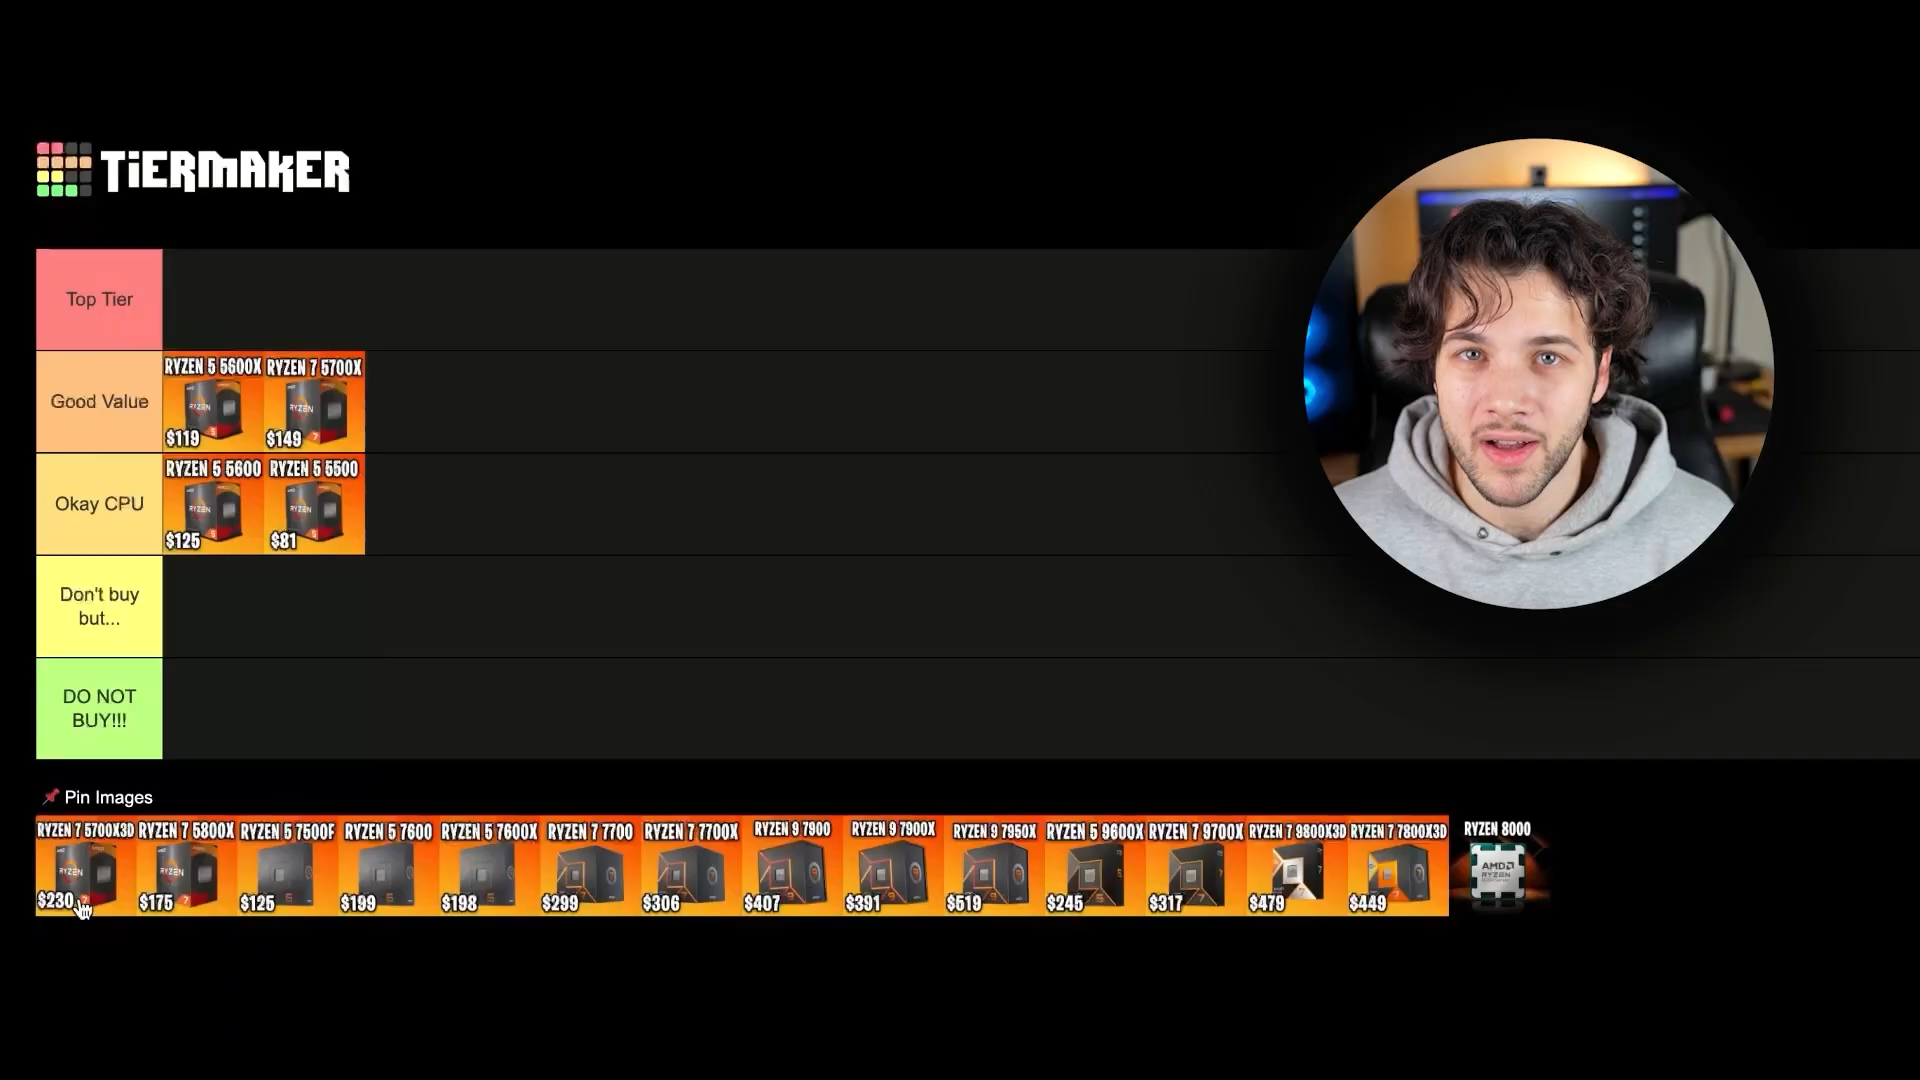 TiERMAKER
Top Tier
Good Value
RYZEN 5 5600X
$119
RYZEN 7 5700X
$149
Okay CPU
RYZEN 5 5600
$125
RYZEN 5 5500
$81
Don't buy
but...
DO NOT
BUY!!!
Pin Images
RYZEN 7 5700X3D
$230
RYZEN 7 5800X
$175
RYZEN 5 7500F
$125
RYZEN 5 7600
$199
RYZEN 5 7600X
$198
RYZEN 7 7700
$299
RYZEN 7 7700X
$306
RYZEN 9 7900
$407
RYZEN 9 7900X
$391
RYZEN 9 7950X
$519
RYZEN 5 9600X
$245
RYZEN 7 9700X
$317
RYZEN 7 9800X3D
$479
RYZEN 7 7800X3D
$449
RYZEN 8000
AMD
RYZEN